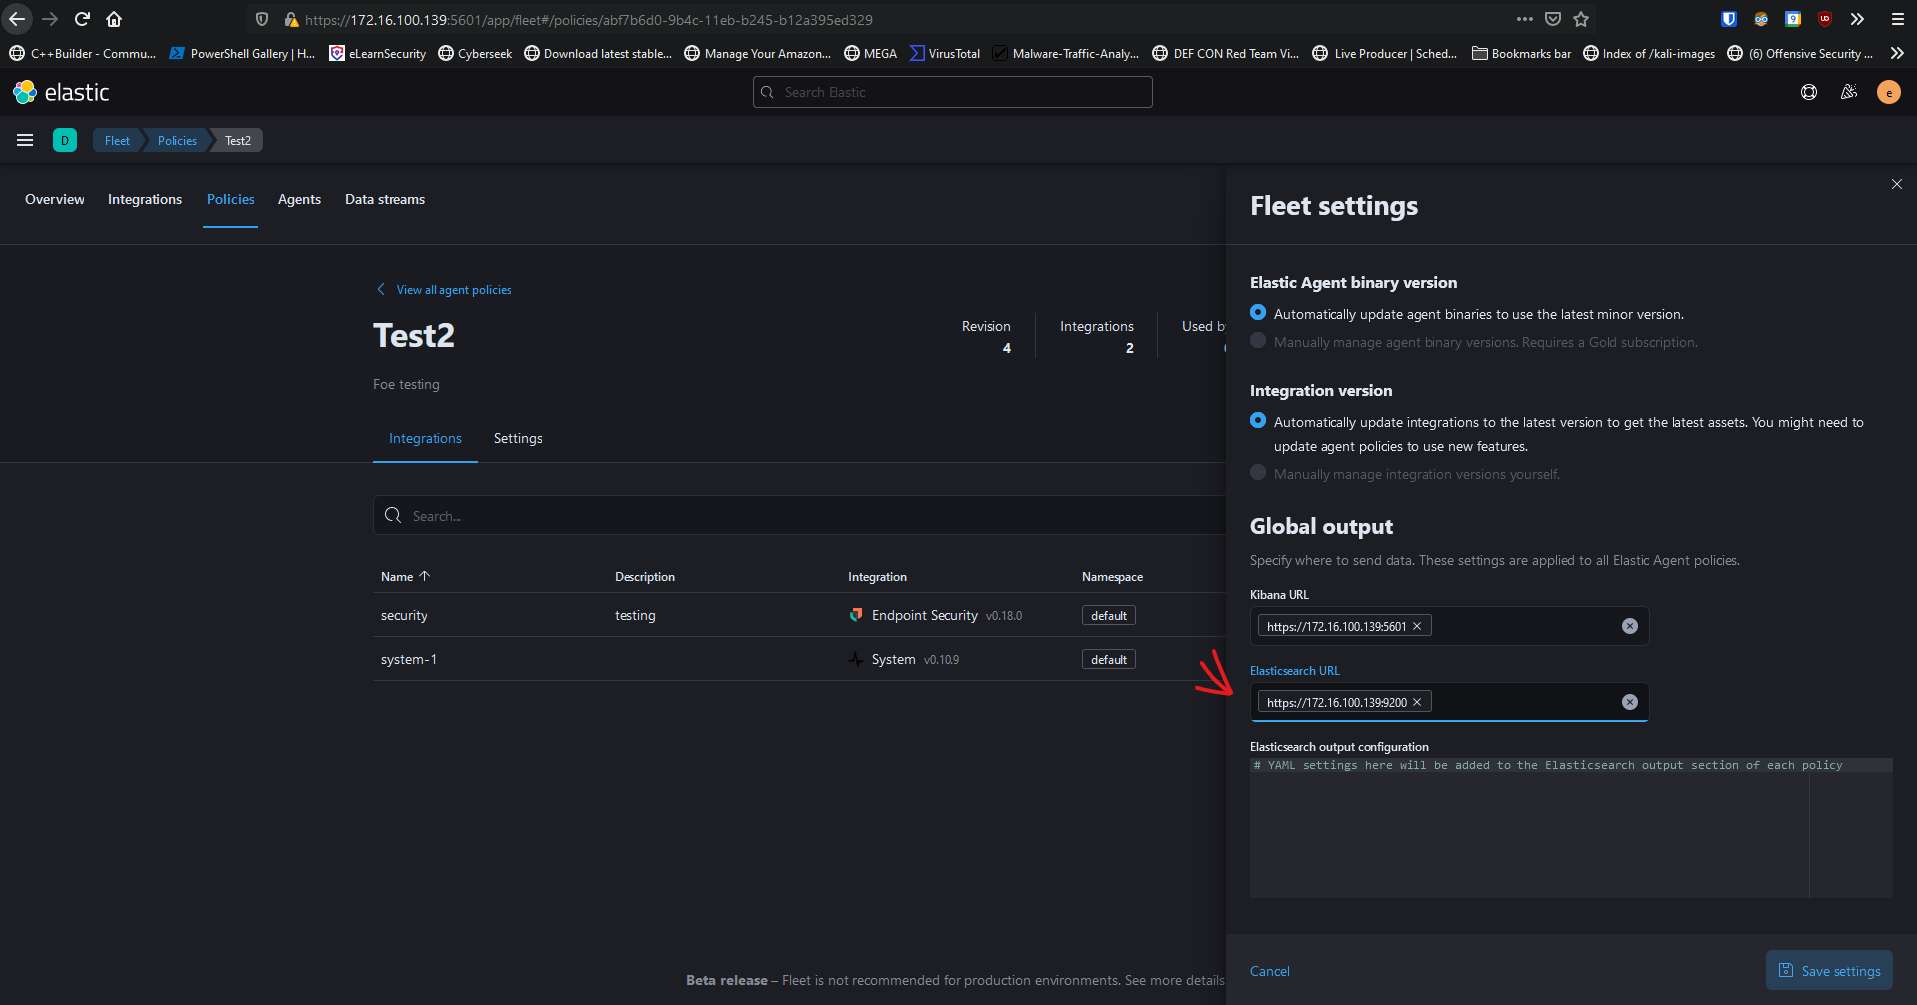 https://172.16.100.139:5601/app/fleet#/policies/abf7b6d0-9b4c-11eb-b245-b12a395ed329
C++Builder - Commu... PowerShell Gallery | H... eLearnSecurity Cyberseek Download latest stable... Manage Your Amazon... MEGA VirusTotal Malware-Traffic-Analy... DEF CON Red Team Vi... Live Producer | Sched... Bookmarks bar Index of /kali-images (6) Offensive Security ...
elastic Search Elastic e
D Fleet Policies Test2
Overview Integrations Policies Agents Data streams
View all agent policies
Test2
Revision Integrations Used by
4 2
Foe testing
Integrations Settings
Search...
Name Description Integration Namespace
security testing Endpoint Security v0.18.0 default
system-1 System v0.10.9 default
Beta release – Fleet is not recommended for production environments. See more details
Fleet settings
Elastic Agent binary version
Automatically update agent binaries to use the latest minor version.
Manually manage agent binary versions. Requires a Gold subscription.
Integration version
Automatically update integrations to the latest version to get the latest assets. You might need to
update agent policies to use new features.
Manually manage integration versions yourself.
Global output
Specify where to send data. These settings are applied to all Elastic Agent policies.
Kibana URL
https://172.16.100.139:5601
Elasticsearch URL
https://172.16.100.139:9200
Elasticsearch output configuration
# YAML settings here will be added to the Elasticsearch output section of each policy
Cancel Save settings